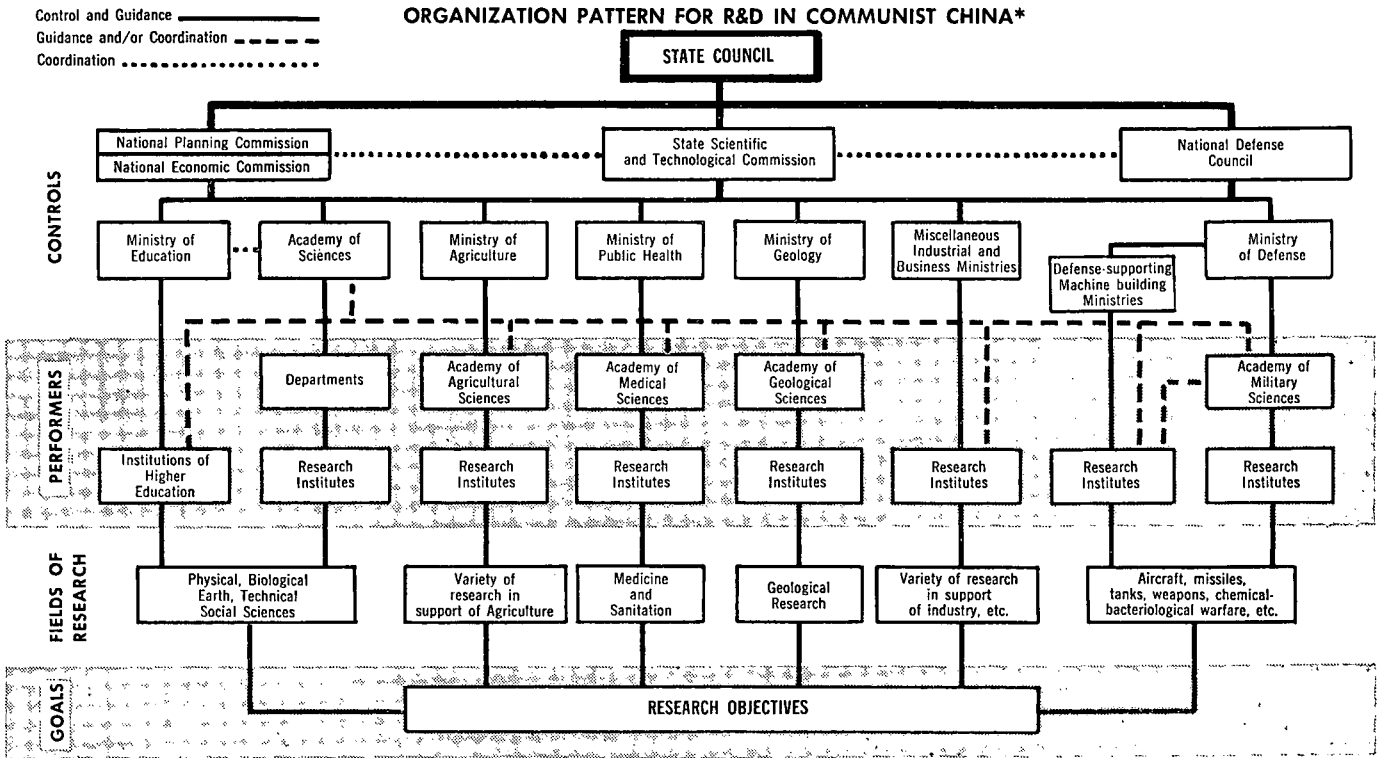 ORGANIZATION PATTERN FOR R&D IN COMMUNIST CHINA*
Control and Guidance
Guidance and/or Coordination
Coordination
STATE COUNCIL
National Planning Commission
National Economic Commission
State Scientific
and Technological Commission
National Defense
Council
CONTROLS
Ministry of
Education
Academy of
Sciences
Ministry of
Agriculture
Ministry of
Public Health
Ministry of
Geology
Miscellaneous
Industrial and
Business Ministries
Defense-supporting
Machine building
Ministries
Ministry
of Defense
PERFORMERS
Departments
Academy of
Agricultural
Sciences
Academy of
Medical
Sciences
Academy of
Geological
Sciences
Academy of
Military
Sciences
Institutions of
Higher
Education
Research
Institutes
Research
Institutes
Research
Institutes
Research
Institutes
Research
Institutes
Research
Institutes
Research
Institutes
FIELDS OF
RESEARCH
Physical, Biological
Earth, Technical
Social Sciences
Variety of
research in
support of Agriculture
Medicine
and
Sanitation
Geological
Research
Variety of research
in support
of industry, etc.
Aircraft, missiles,
tanks, weapons, chemical-
bacteriological warfare, etc.
GOALS
RESEARCH OBJECTIVES